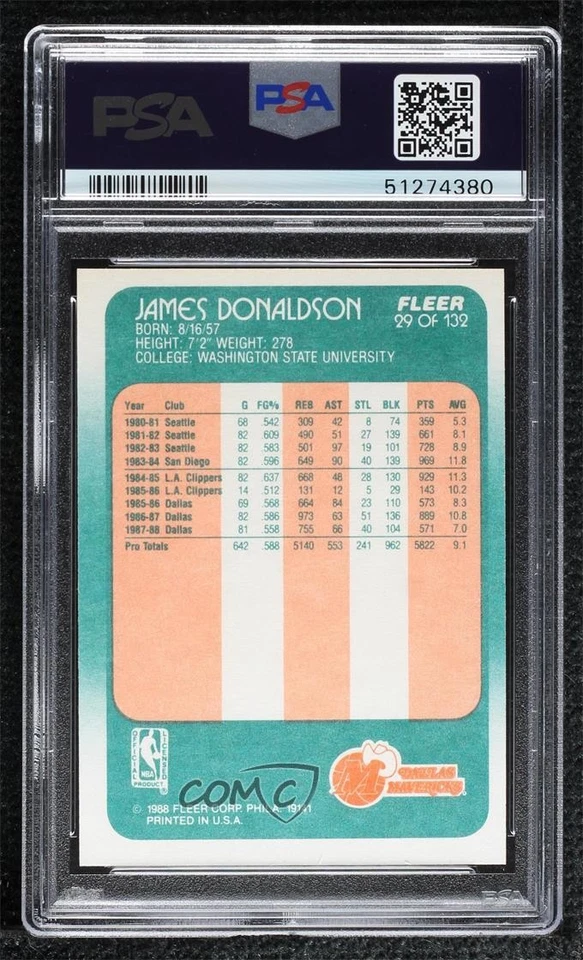 PSA
PSA
51274380
JAMES DONALDSON
FLEER
29 OF 132
BORN: 8/16/57
HEIGHT: 7'2" WEIGHT: 278
COLLEGE: WASHINGTON STATE UNIVERSITY
Year Club G FG% REB AST STL BLK PTS AVG
1980-81 Seattle 68 .542 309 42 8 74 359 5.3
1981-82 Seattle 82 .609 490 51 27 139 661 8.1
1982-83 Seattle 82 .583 501 97 19 101 728 8.9
1983-84 San Diego 82 .596 649 90 40 139 969 11.8
1984-85 L.A. Clippers 82 .637 668 48 28 130 929 11.3
1985-86 L.A. Clippers 14 .512 131 12 5 29 143 10.2
1985-86 Dallas 69 .568 664 84 23 110 573 8.3
1986-87 Dallas 82 .586 973 63 51 136 889 10.8
1987-88 Dallas 81 .558 755 66 40 104 571 7.0
Pro Totals 642 .588 5140 553 241 962 5822 9.1
OFFICIAL LICENSED
NBA
PRODUCT
M
DALLAS
MAVERICKS
COMC
© 1988 FLEER CORP. PHILA. 19141
PRINTED IN U.S.A.
PSA